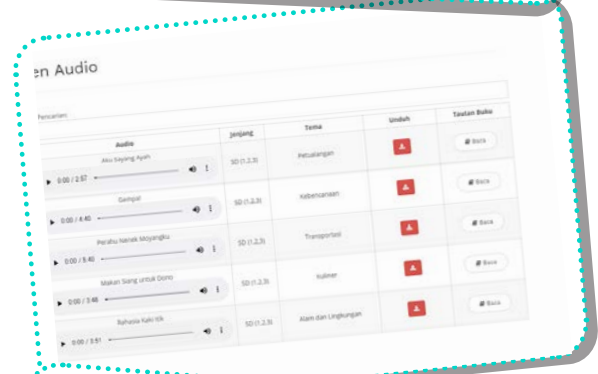 en Audio
Pencarian:
Audio Jenjang Tema Unduh Tautan Buku
Aku Sayang Ayah
0:00 / 2:57 SD (1,2,3) Petualangan Baca
Gempa!
0:00 / 4:40 SD (1,2,3) Kebencanaan Baca
Perahu Nenek Moyangku
0:00 / 5:40 SD (1,2,3) Transportasi Baca
Makan Siang untuk Dono
0:00 / 3:48 SD (1,2,3) Kuliner Baca
Rahasia Kaki Itik
0:00 / 3:51 SD (1,2,3) Alam dan Lingkungan Baca